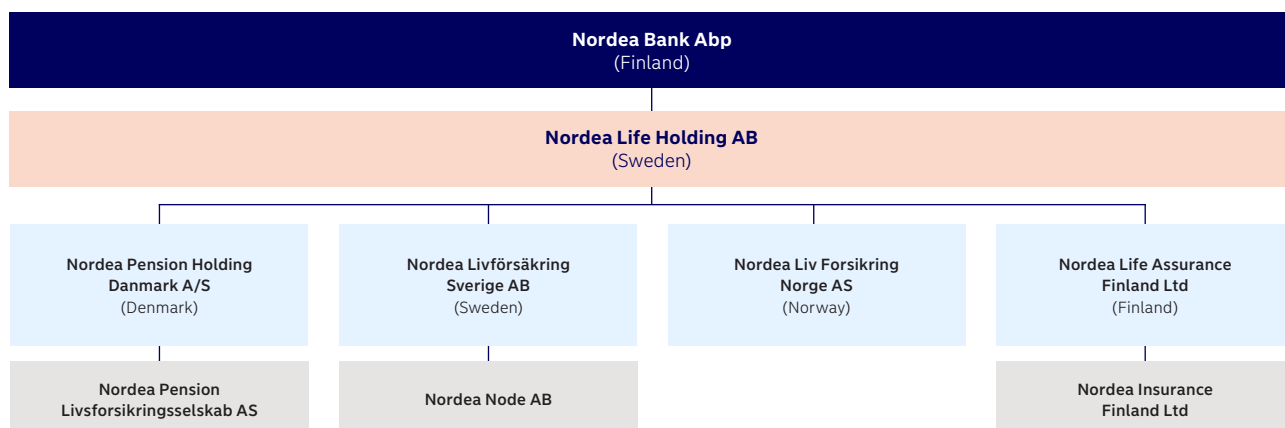 Nordea Bank Abp
(Finland)
Nordea Life Holding AB
(Sweden)
Nordea Pension Holding
Danmark A/S
(Denmark)
Nordea Livförsäkring
Sverige AB
(Sweden)
Nordea Liv Forsikring
Norge AS
(Norway)
Nordea Life Assurance
Finland Ltd
(Finland)
Nordea Pension
Livsforsikringsselskab AS
Nordea Node AB
Nordea Insurance
Finland Ltd